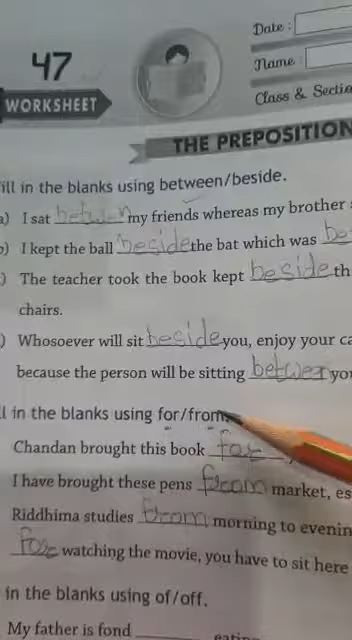 47
Date :
Name :
WORKSHEET
Class & Sectio
THE PREPOSITION
ill in the blanks using between/beside.
a) I sat betwen my friends whereas my brother
b) I kept the ball beside the bat which was be
) The teacher took the book kept beside th
chairs.
) Whosoever will sit beside you, enjoy your ca
because the person will be sitting yo
ll in the blanks using for/from.
Chandan brought this book for
I have brought these pens from market, es
Riddhima studies from morning to evenin
for watching the movie, you have to sit here
in the blanks using of/off.
My father is fond eating